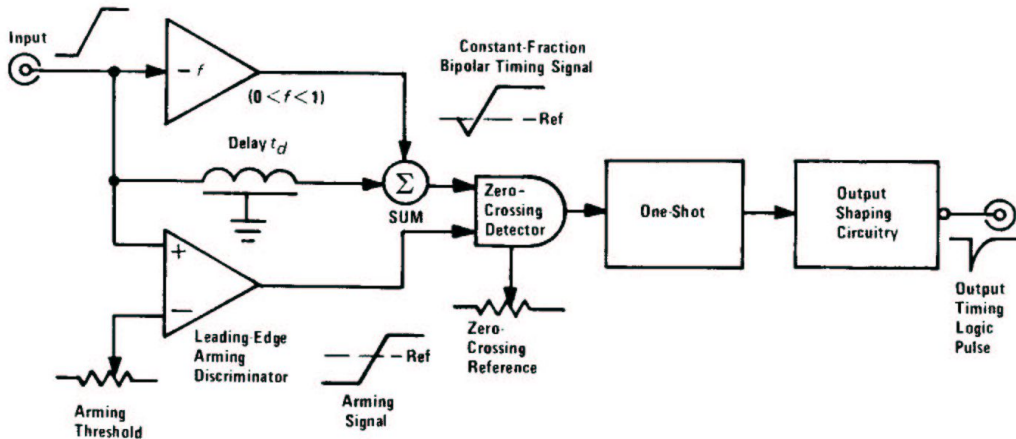 Input
– f
(0 < f < 1)
Constant-Fraction
Bipolar Timing Signal
– Ref
Delay t_d
Σ
SUM
Zero-
Crossing
Detector
One-Shot
Output
Shaping
Circuitry
+
–
Leading-Edge
Arming
Discriminator
– Ref
Arming
Signal
Zero-
Crossing
Reference
Output
Timing
Logic
Pulse
Arming
Threshold